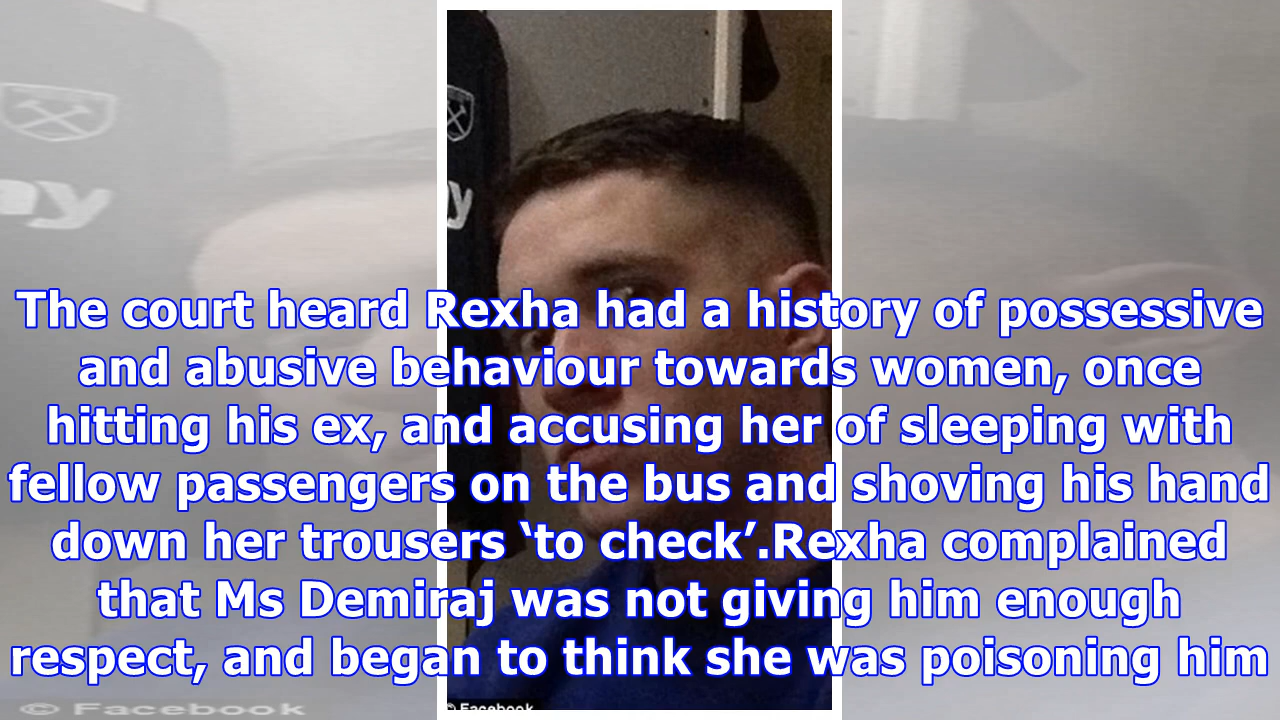 ay
y
The court heard Rexha had a history of possessive
and abusive behaviour towards women, once
hitting his ex, and accusing her of sleeping with
fellow passengers on the bus and shoving his hand
down her trousers ‘to check’.Rexha complained
that Ms Demiraj was not giving him enough
respect, and began to think she was poisoning him
© Facebook
© Facebook